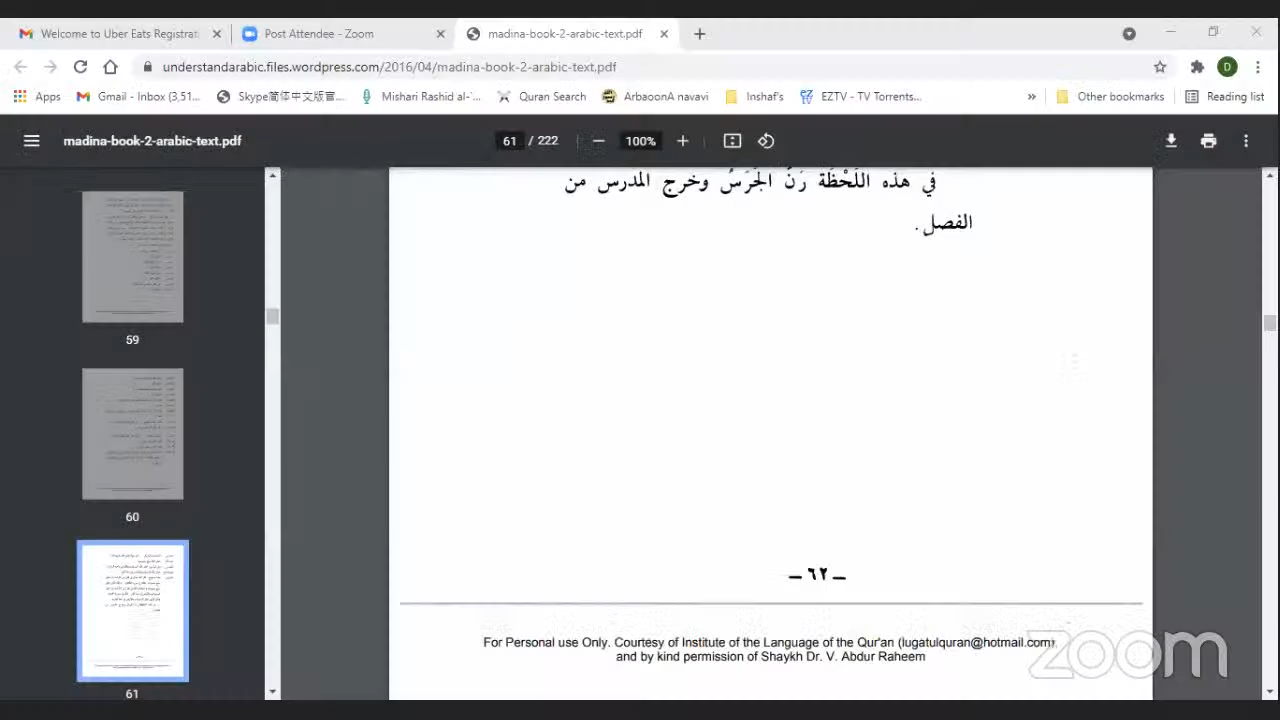 Welcome to Uber Eats Registrat
Post Attendee - Zoom
madina-book-2-arabic-text.pdf
understandarabic.files.wordpress.com/2016/04/madina-book-2-arabic-text.pdf
D
Apps
Gmail - Inbox (3,51...
Skype简体中文版官...
Mishari Rashid al-`...
Quran Search
ArbaoonA navavi
Inshaf's
EZTV - TV Torrents...
»
Other bookmarks
Reading list
madina-book-2-arabic-text.pdf
61 / 222
100%
في هذه اللَّحْظَة رَنَّ الجَرَسُ وخرج المدرس من
الفصل.
59
60
61
– ٦٢ –
For Personal use Only. Courtesy of Institute of the Language of the Qur'an (lugatulquran@hotmail.com),
and by kind permission of Shaykh Dr. V. Abdur Raheem
zoom